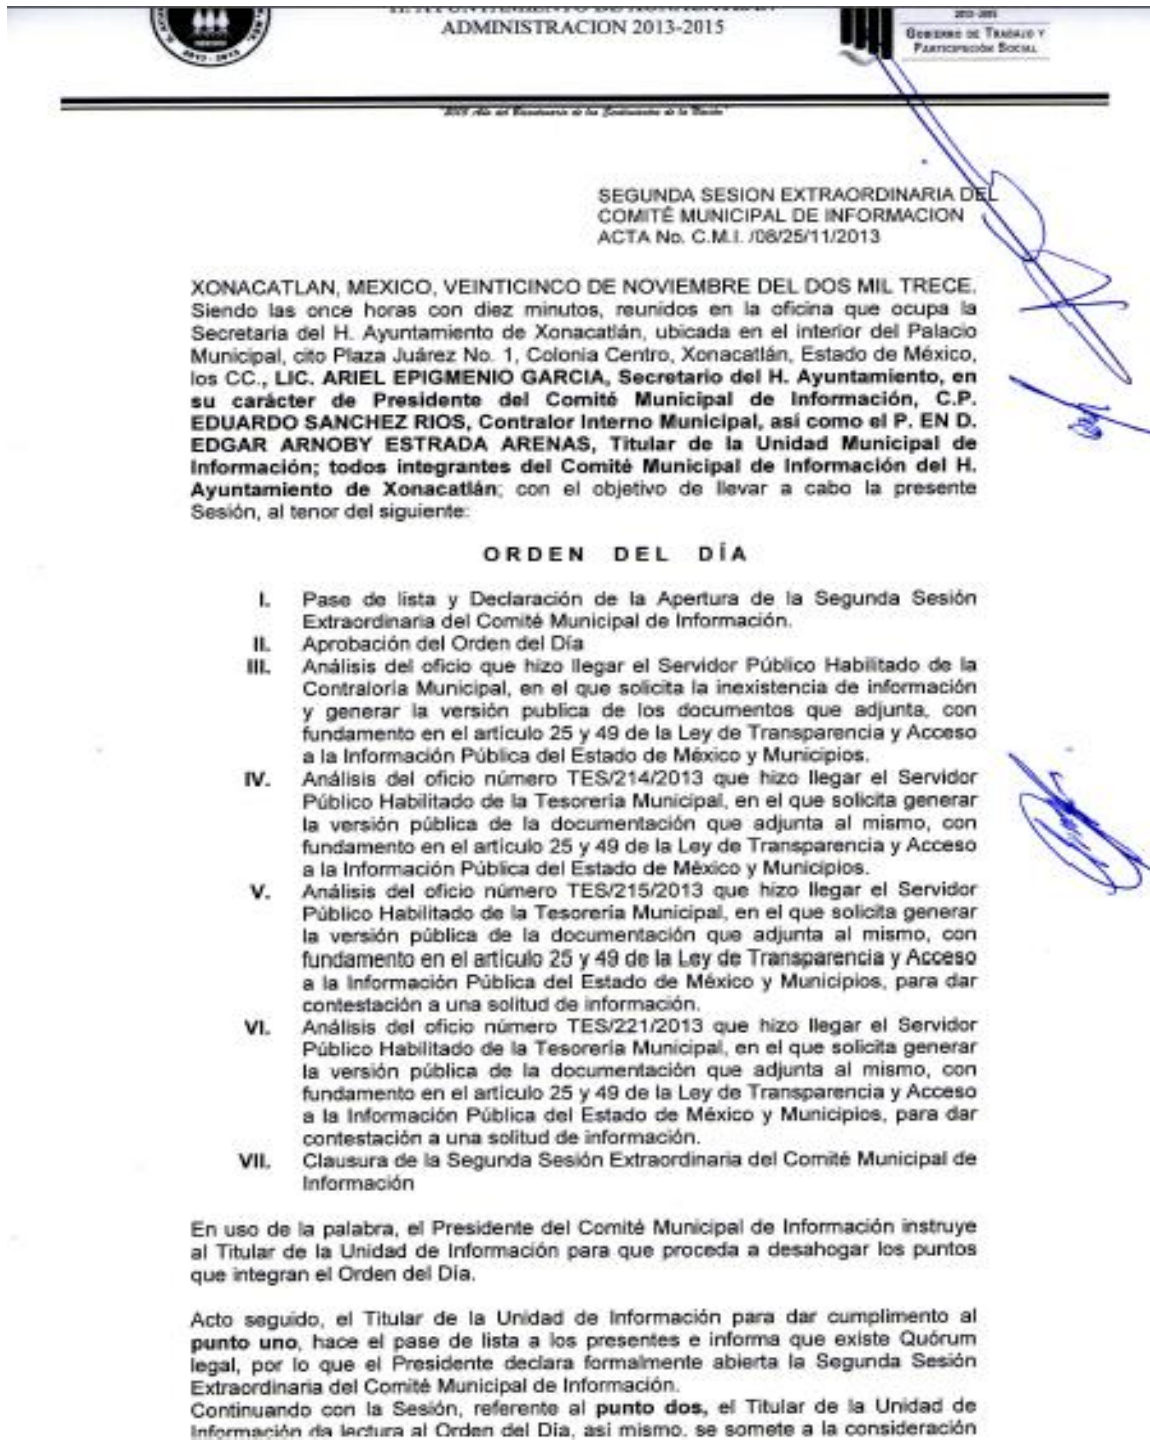 ADMINISTRACION 2013-2015
2013-2015
GOBIERNO DE TRABAJO Y
PARTICIPACIÓN SOCIAL
"2013 Año del Bicentenario de los Sentimientos de la Nación"
SEGUNDA SESION EXTRAORDINARIA DEL
COMITÉ MUNICIPAL DE INFORMACION
ACTA No. C.M.I. /08/25/11/2013
XONACATLAN, MEXICO, VEINTICINCO DE NOVIEMBRE DEL DOS MIL TRECE.
Siendo las once horas con diez minutos, reunidos en la oficina que ocupa la
Secretaria del H. Ayuntamiento de Xonacatlán, ubicada en el interior del Palacio
Municipal, cito Plaza Juárez No. 1, Colonia Centro, Xonacatlán, Estado de México,
los CC., LIC. ARIEL EPIGMENIO GARCIA, Secretario del H. Ayuntamiento, en
su carácter de Presidente del Comité Municipal de Información, C.P.
EDUARDO SANCHEZ RIOS, Contralor Interno Municipal, así como el P. EN D.
EDGAR ARNOBY ESTRADA ARENAS, Titular de la Unidad Municipal de
Información; todos integrantes del Comité Municipal de Información del H.
Ayuntamiento de Xonacatlán; con el objetivo de llevar a cabo la presente
Sesión, al tenor del siguiente:
ORDEN DEL DÍA
I. Pase de lista y Declaración de la Apertura de la Segunda Sesión
Extraordinaria del Comité Municipal de Información.
II. Aprobación del Orden del Día
III. Análisis del oficio que hizo llegar el Servidor Público Habilitado de la
Contraloría Municipal, en el que solicita la inexistencia de información
y generar la versión publica de los documentos que adjunta, con
fundamento en el artículo 25 y 49 de la Ley de Transparencia y Acceso
a la Información Pública del Estado de México y Municipios.
IV. Análisis del oficio número TES/214/2013 que hizo llegar el Servidor
Público Habilitado de la Tesorería Municipal, en el que solicita generar
la versión pública de la documentación que adjunta al mismo, con
fundamento en el artículo 25 y 49 de la Ley de Transparencia y Acceso
a la Información Pública del Estado de México y Municipios.
V. Análisis del oficio número TES/215/2013 que hizo llegar el Servidor
Público Habilitado de la Tesorería Municipal, en el que solicita generar
la versión pública de la documentación que adjunta al mismo, con
fundamento en el artículo 25 y 49 de la Ley de Transparencia y Acceso
a la Información Pública del Estado de México y Municipios, para dar
contestación a una solitud de información.
VI. Análisis del oficio número TES/221/2013 que hizo llegar el Servidor
Público Habilitado de la Tesorería Municipal, en el que solicita generar
la versión pública de la documentación que adjunta al mismo, con
fundamento en el artículo 25 y 49 de la Ley de Transparencia y Acceso
a la Información Pública del Estado de México y Municipios, para dar
contestación a una solitud de información.
VII. Clausura de la Segunda Sesión Extraordinaria del Comité Municipal de
Información
En uso de la palabra, el Presidente del Comité Municipal de Información instruye
al Titular de la Unidad de Información para que proceda a desahogar los puntos
que integran el Orden del Día.
Acto seguido, el Titular de la Unidad de Información para dar cumplimento al
punto uno, hace el pase de lista a los presentes e informa que existe Quórum
legal, por lo que el Presidente declara formalmente abierta la Segunda Sesión
Extraordinaria del Comité Municipal de Información.
Continuando con la Sesión, referente al punto dos, el Titular de la Unidad de
Información da lectura al Orden del Día, así mismo, se somete a la consideración